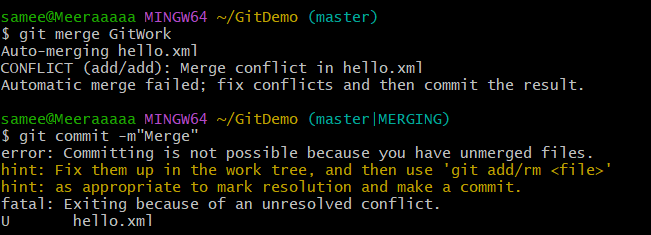 samee@Meeraaaaa MINGW64 ~/GitDemo (master)
$ git merge GitWork
Auto-merging hello.xml
CONFLICT (add/add): Merge conflict in hello.xml
Automatic merge failed; fix conflicts and then commit the result.
samee@Meeraaaaa MINGW64 ~/GitDemo (master|MERGING)
$ git commit -m"Merge"
error: Committing is not possible because you have unmerged files.
hint: Fix them up in the work tree, and then use 'git add/rm <file>'
hint: as appropriate to mark resolution and make a commit.
fatal: Exiting because of an unresolved conflict.
U       hello.xml